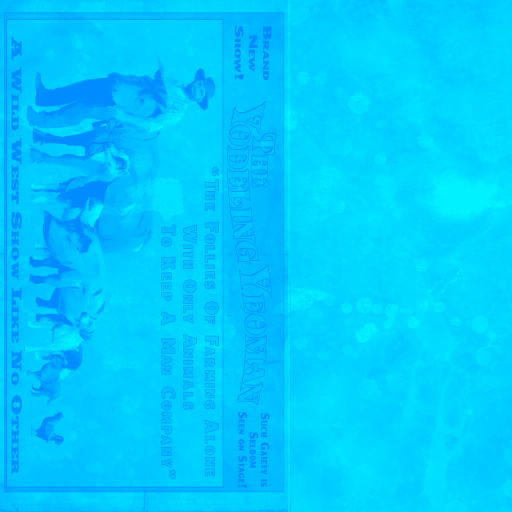 BRAND
NEW
SHOW!
THE
YODELING YEOMAN
SUCH GAIETY IS
SELDOM
SEEN ON STAGE!
"THE FOLLIES OF FARMING ALONE
WITH ONLY ANIMALS
TO KEEP A MAN COMPANY"
A WILD WEST SHOW LIKE NO OTHER